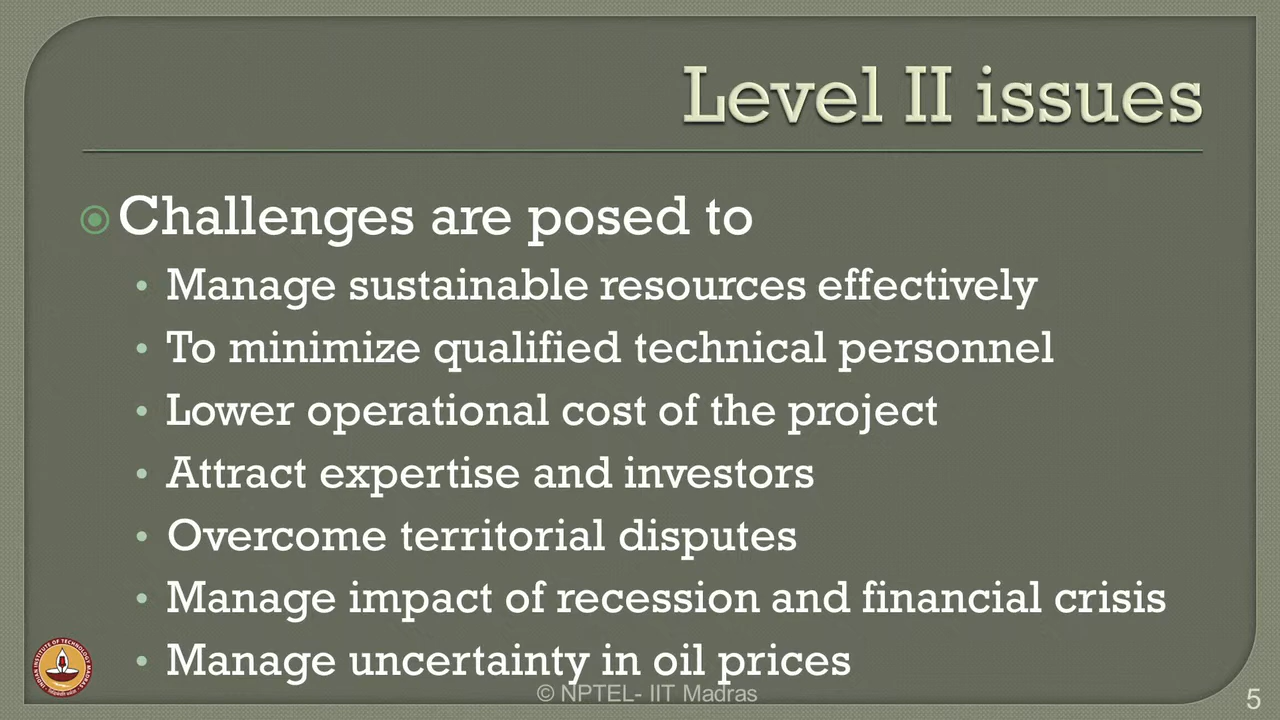 Level II issues
Challenges are posed to
• Manage sustainable resources effectively
• To minimize qualified technical personnel
• Lower operational cost of the project
• Attract expertise and investors
• Overcome territorial disputes
• Manage impact of recession and financial crisis
• Manage uncertainty in oil prices
© NPTEL- IIT Madras
5